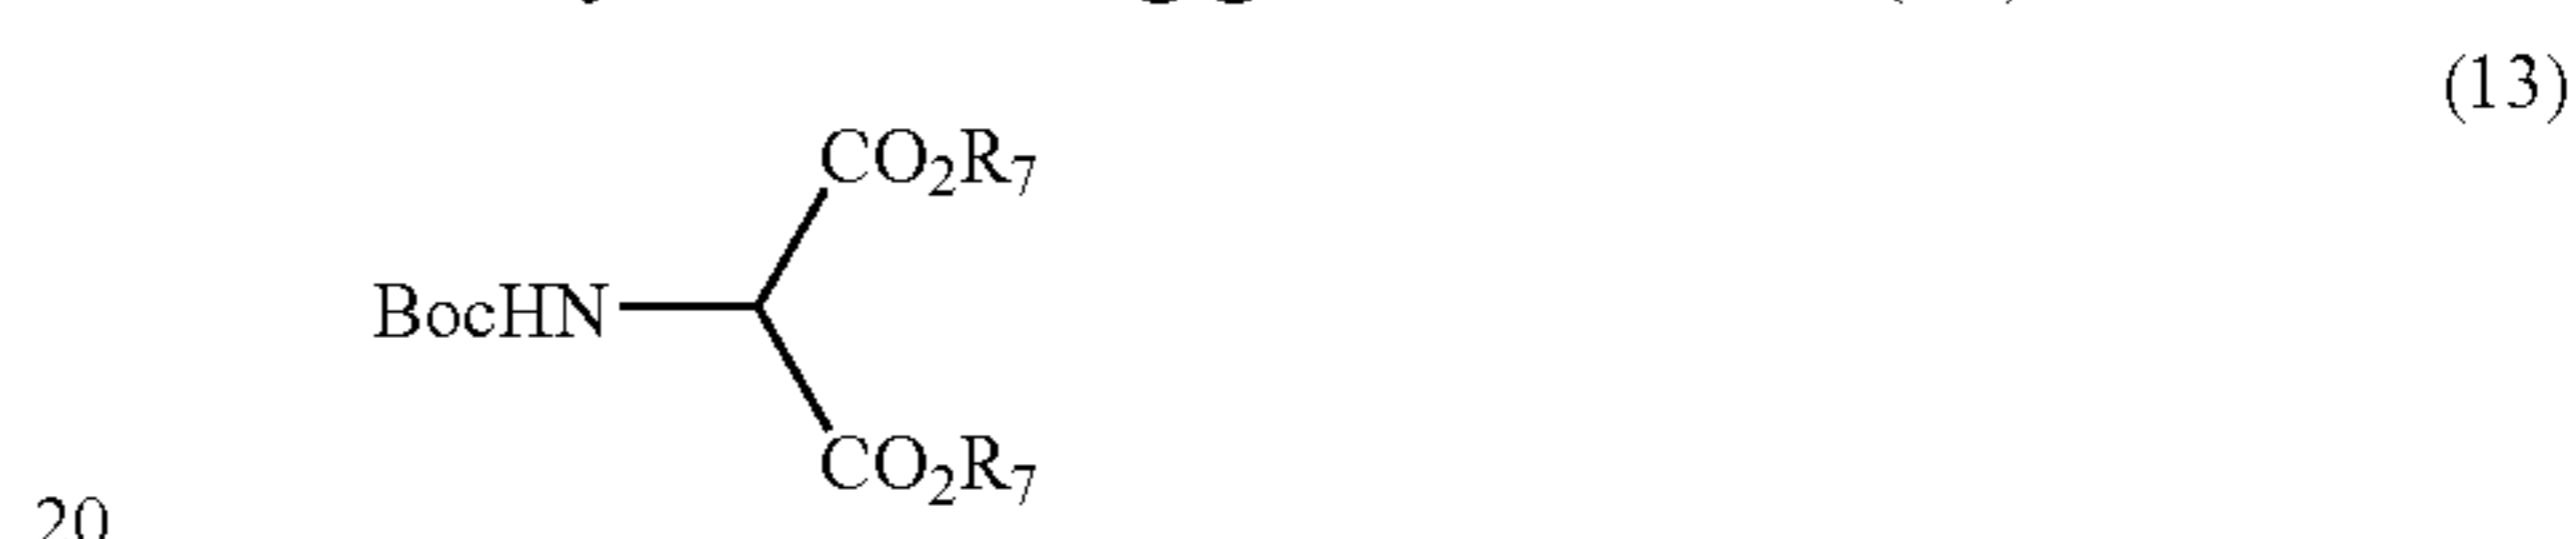 (13)
CO₂R₇
BocHN
CO₂R₇
20